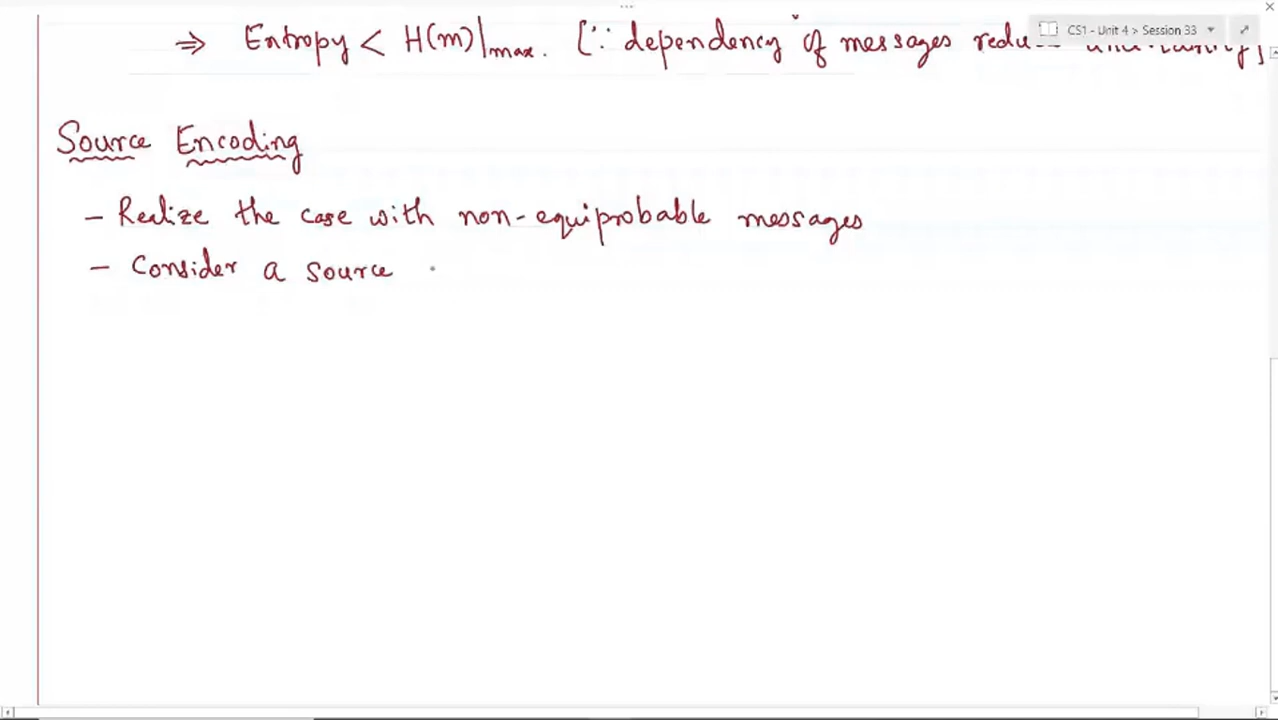 CS1 - Unit 4 > Session 33
⇒ Entropy < H(m)|max. [∵ dependency of messages
Source Encoding
- Realize the case with non-equiprobable messages
- Consider a source